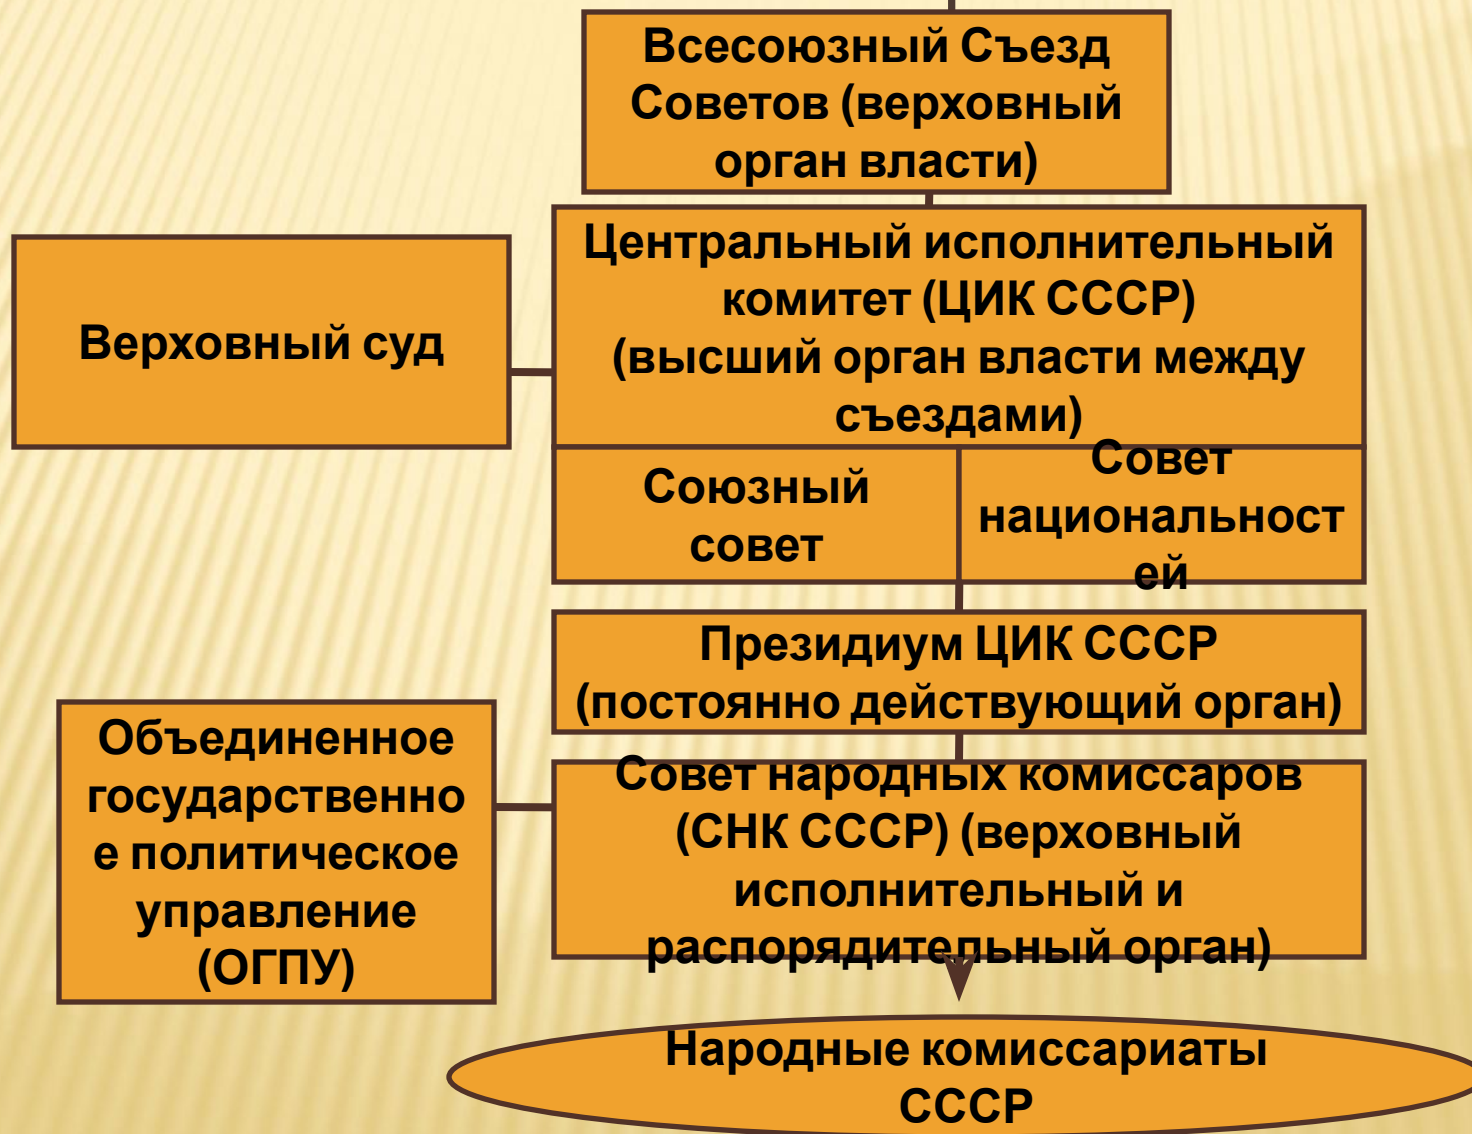 Всесоюзный Съезд
Советов (верховный
орган власти)
Центральный исполнительный
комитет (ЦИК СССР)
(высший орган власти между
съездами)
Верховный суд
Союзный
совет
Совет
национальност
ей
Президиум ЦИК СССР
(постоянно действующий орган)
Объединенное
государственно
е политическое
управление
(ОГПУ)
Совет народных комиссаров
(СНК СССР) (верховный
исполнительный и
распорядительный орган)
Народные комиссариаты
СССР